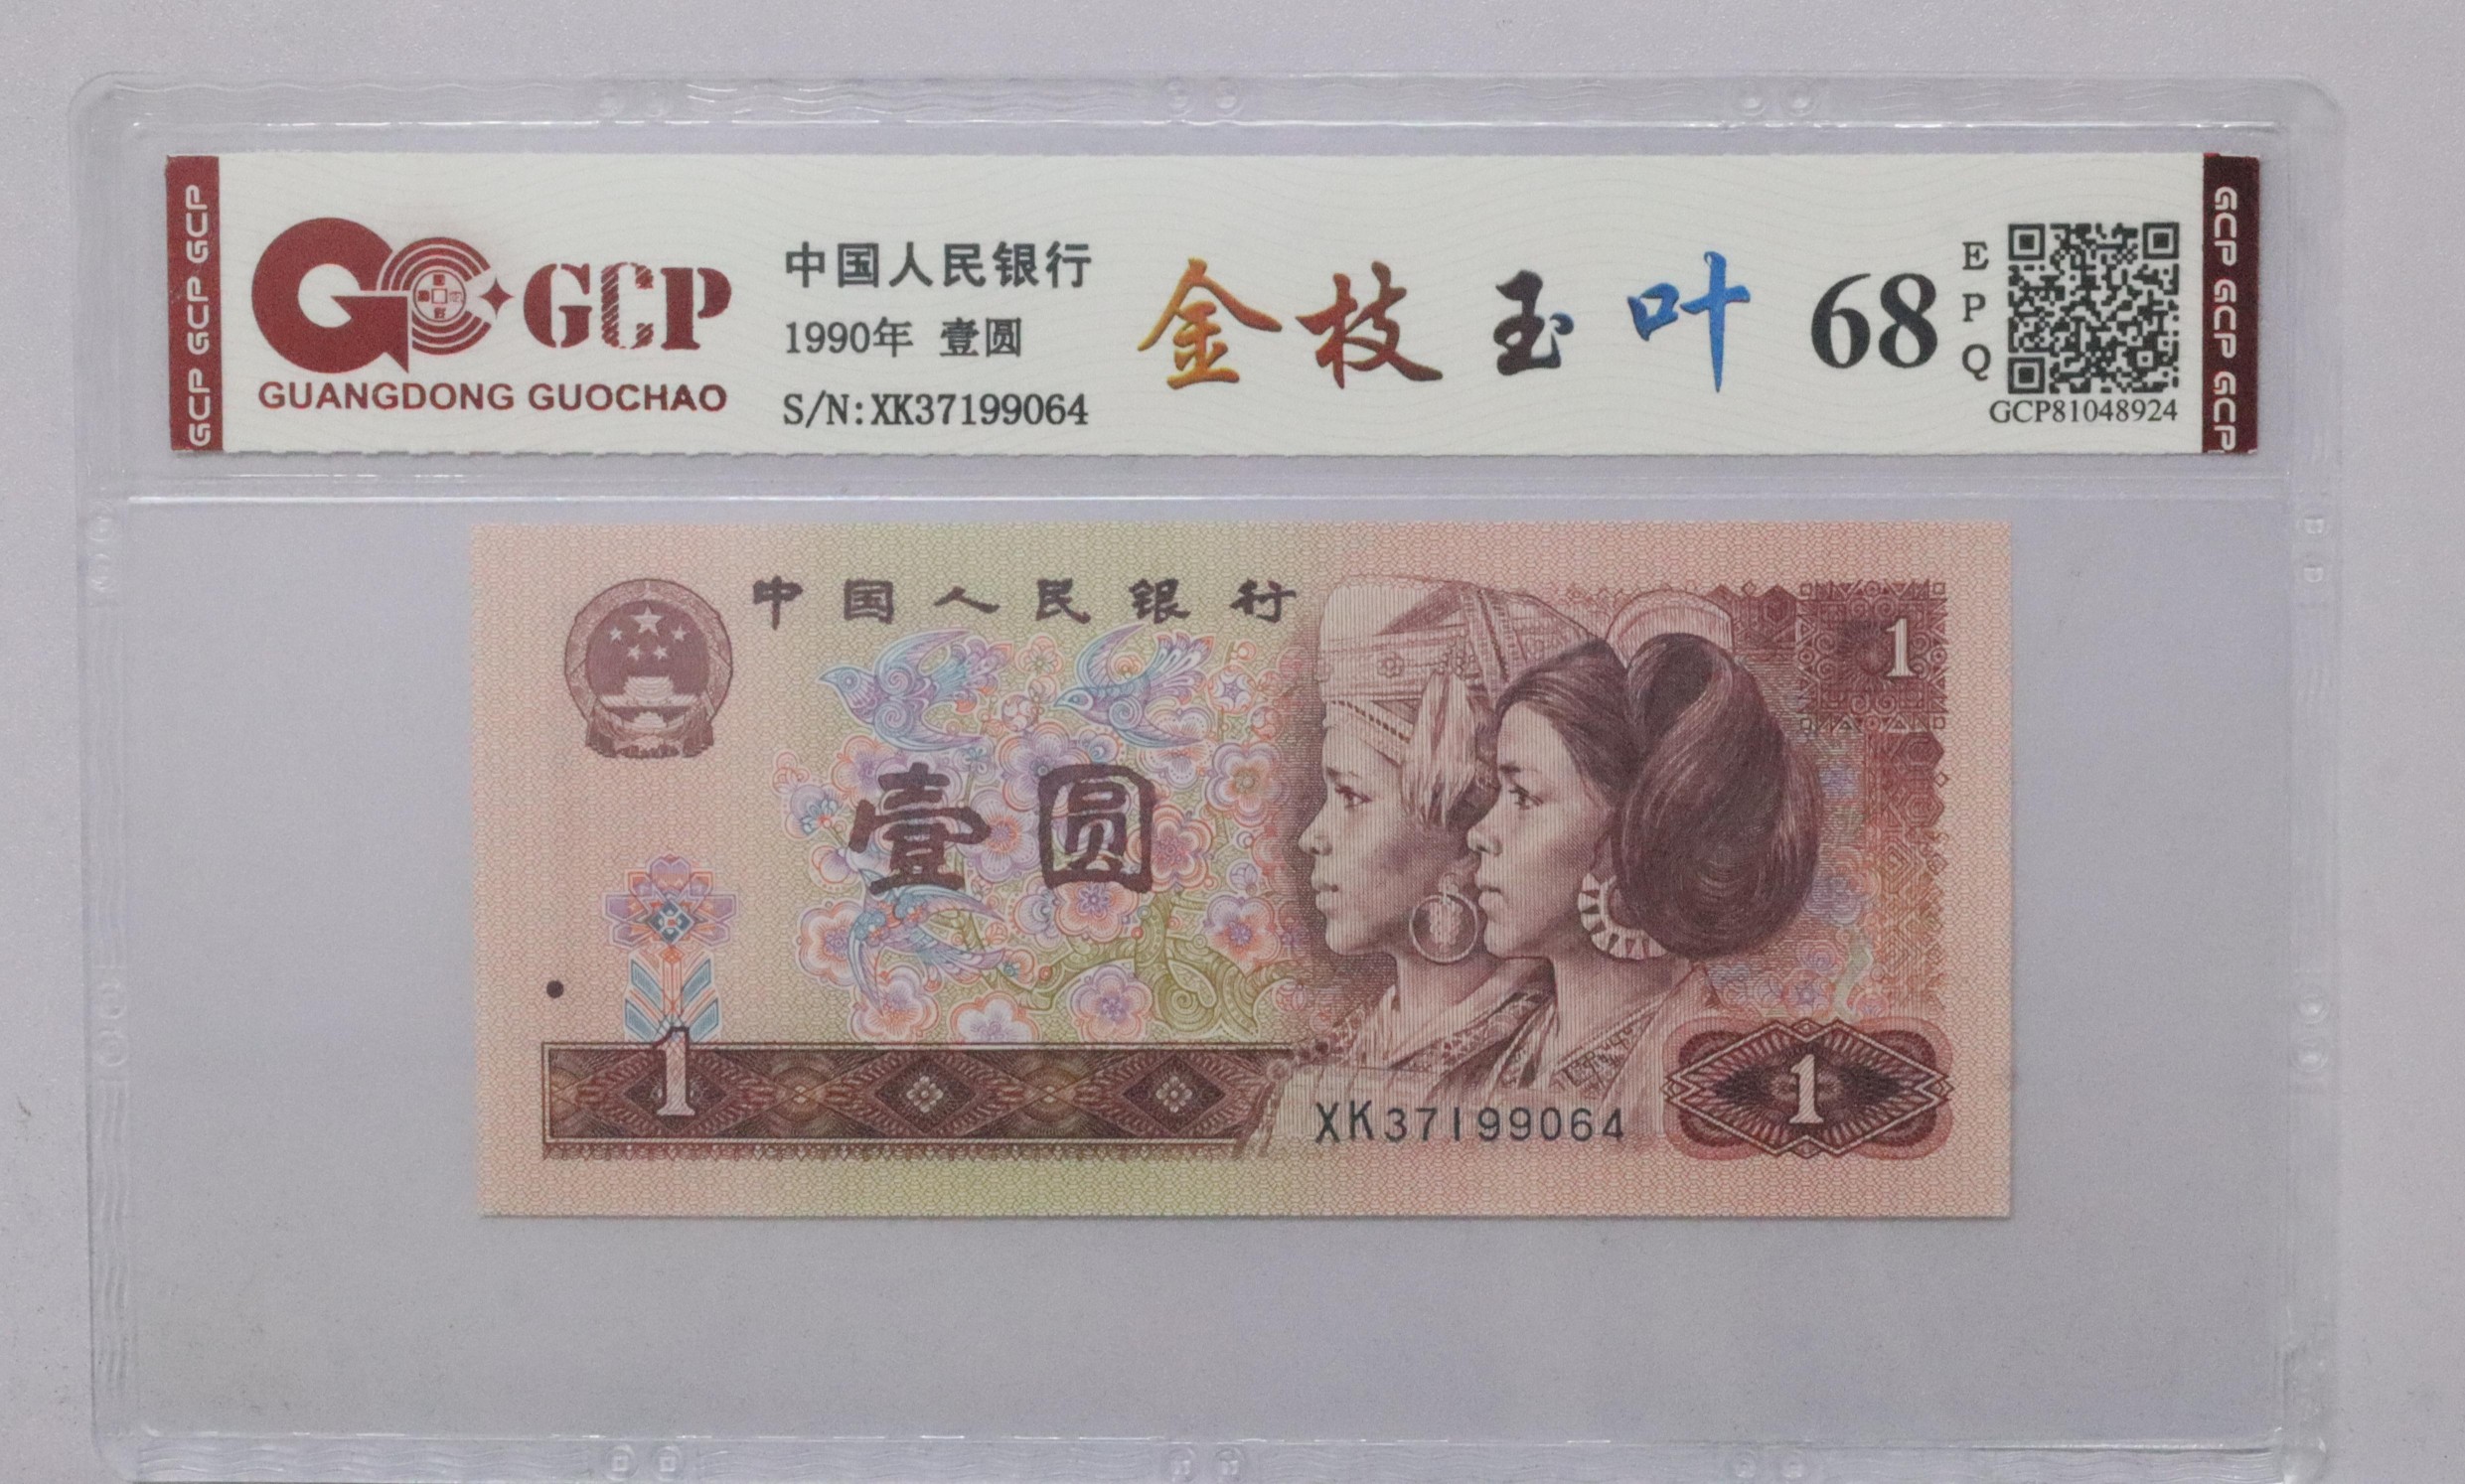 GCP GCP GCP
GCP
GUANGDONG GUOCHAO
中国人民银行
1990年 壹圆
S/N:XK37199064
金枝玉叶
68
EPQ
GCP81048924
GCP GCP GCP
中国人民银行
1
壹圆
1
XK37199064
1